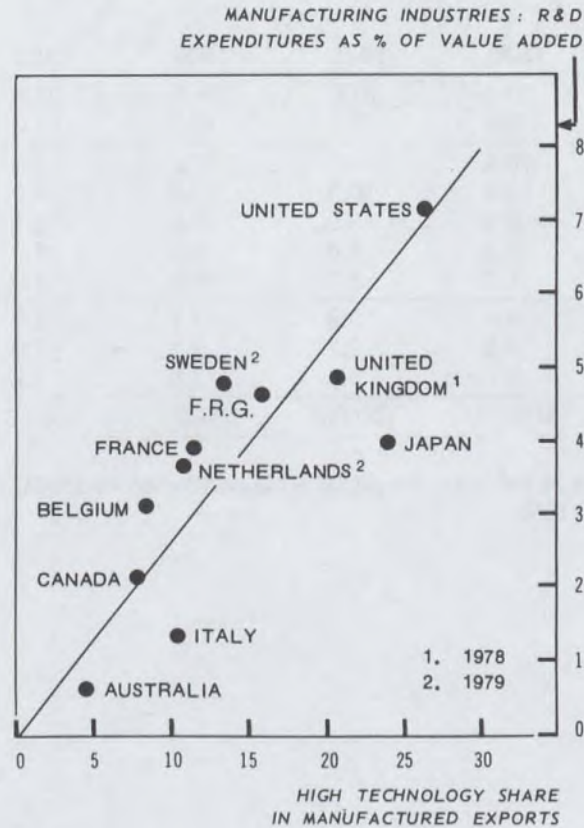 MANUFACTURING INDUSTRIES: R&D
EXPENDITURES AS % OF VALUE ADDED
8
UNITED STATES
7
6
SWEDEN²
UNITED
KINGDOM¹
5
F.R.G.
FRANCE
JAPAN
4
NETHERLANDS²
BELGIUM
3
CANADA
2
ITALY
1. 1978
1
2. 1979
AUSTRALIA
0
0 5 10 15 20 25 30
HIGH TECHNOLOGY SHARE
IN MANUFACTURED EXPORTS